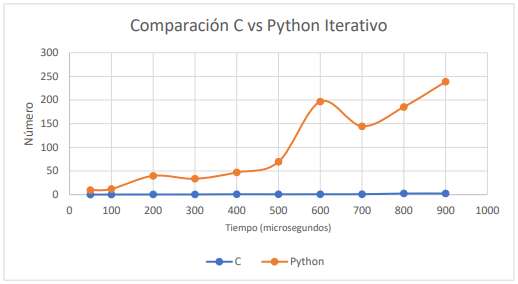 Comparación C vs Python Iterativo
300
250
200
150
100
50
0
Número
0 100 200 300 400 500 600 700 800 900 1000
Tiempo (microsegundos)
C Python